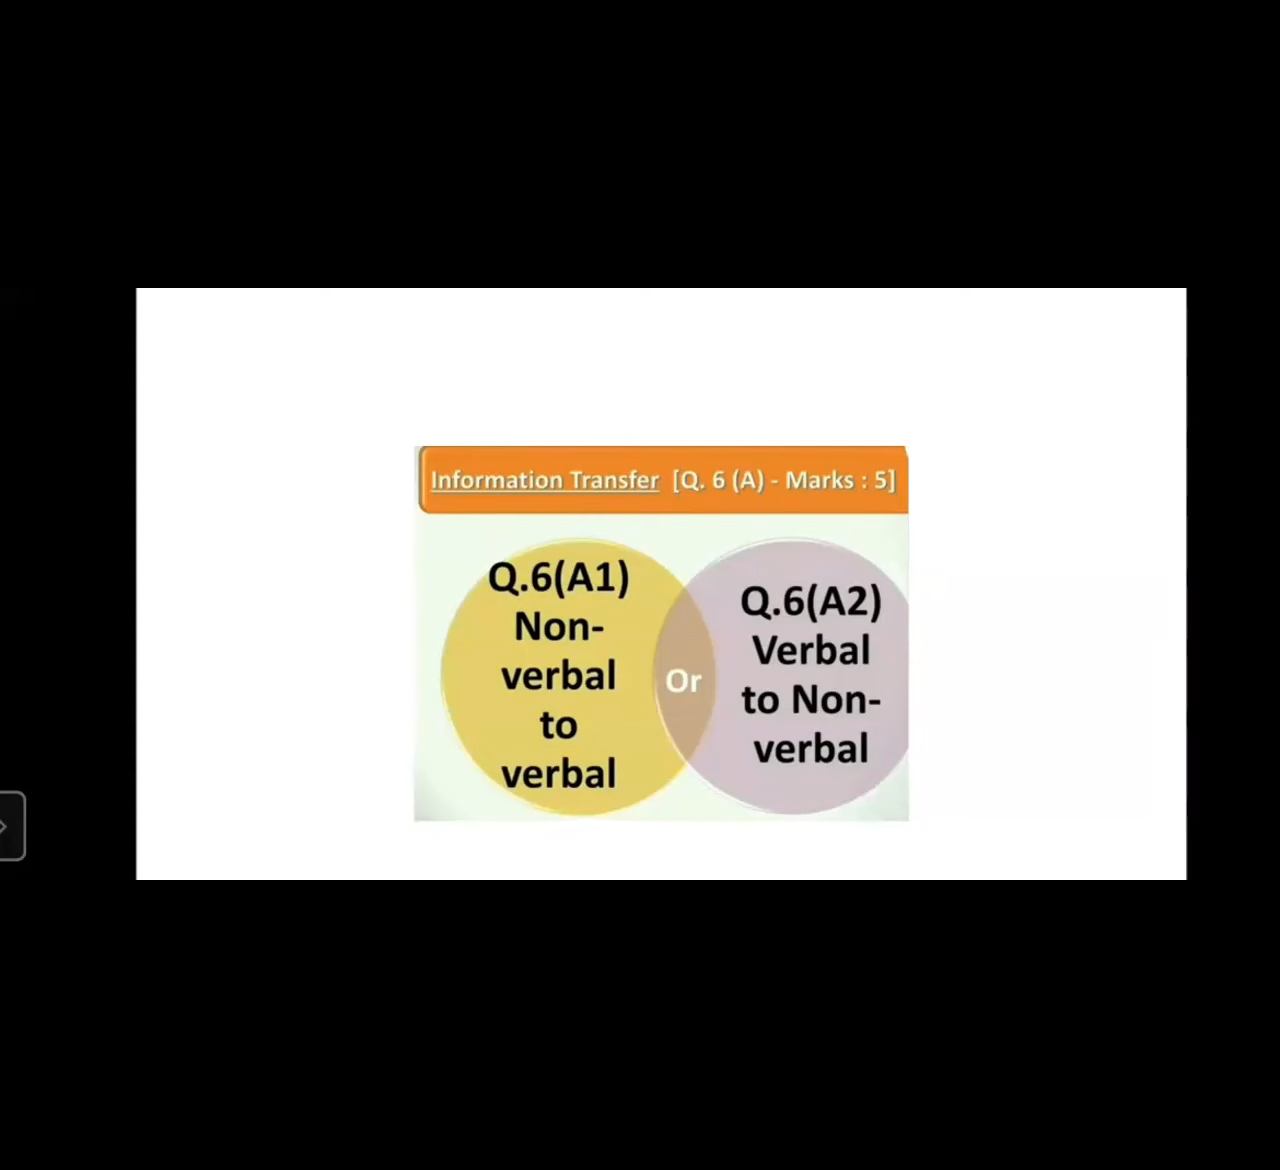 Information Transfer [Q. 6 (A) - Marks : 5]
Q.6(A1)
Non-
verbal
to
verbal
Or
Q.6(A2)
Verbal
to Non-
verbal